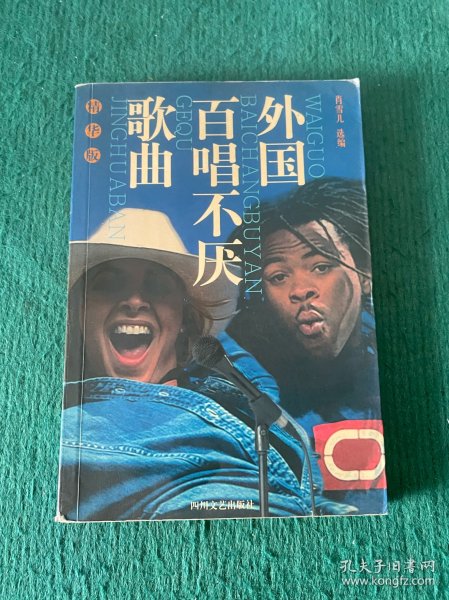 外国
百唱不厌
歌曲
精华版
WAIGUO
BAICHANGBUYAN
GEQU
JINGHUABAN
肖雪儿 选编
四川文艺出版社
孔夫子旧书网
www.kongfz.com